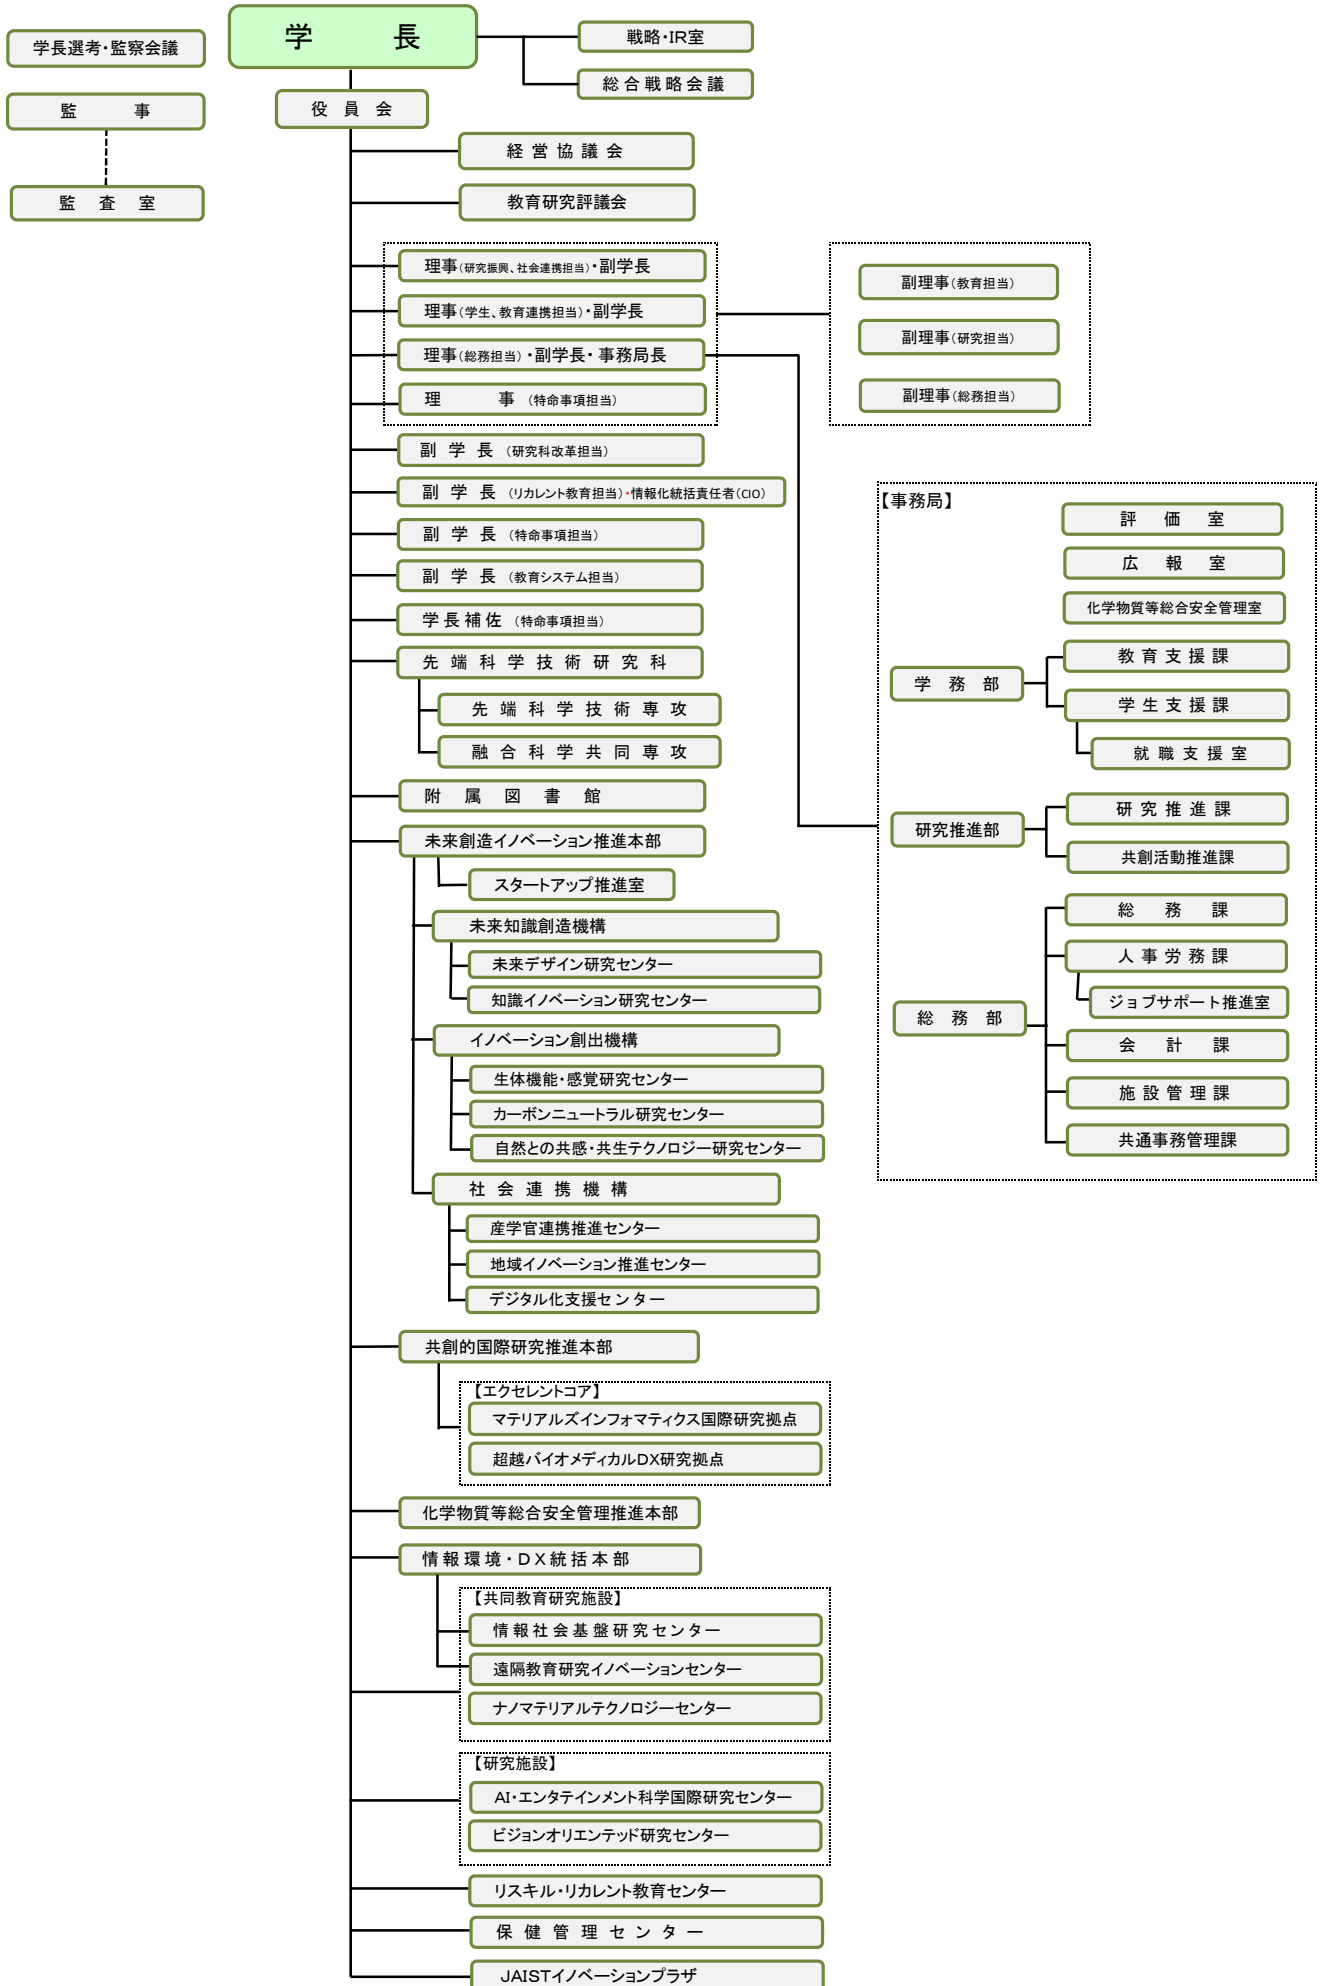 学長
戦略・IR室
学長選考・監察会議
総合戦略会議
監事
役員会
経営協議会
監査室
教育研究評議会
理事(研究振興、社会連携担当)・副学長
理事(学生、教育連携担当)・副学長
理事(総務担当)・副学長・事務局長
理事(特命事項担当)
副理事(教育担当)
副理事(研究担当)
副理事(総務担当)
副学長(研究科改革担当)
副学長(リカレント教育担当)・情報化統括責任者(CIO)
副学長(特命事項担当)
副学長(教育システム担当)
学長補佐(特命事項担当)
先端科学技術研究科
先端科学技術専攻
融合科学共同専攻
附属図書館
未来創造イノベーション推進本部
スタートアップ推進室
未来知識創造機構
未来デザイン研究センター
知識イノベーション研究センター
イノベーション創出機構
生体機能・感覚研究センター
カーボンニュートラル研究センター
自然との共感・共生テクノロジー研究センター
社会連携機構
産学官連携推進センター
地域イノベーション推進センター
デジタル化支援センター
共創的国際研究推進本部
【エクセレントコア】
マテリアルズインフォマティクス国際研究拠点
超越バイオメディカルDX研究拠点
化学物質等総合安全管理推進本部
情報環境・DX統括本部
【共同教育研究施設】
情報社会基盤研究センター
遠隔教育研究イノベーションセンター
ナノマテリアルテクノロジーセンター
【研究施設】
AI・エンタテインメント科学国際研究センター
ビジョンオリエンテッド研究センター
リスキル・リカレント教育センター
保健管理センター
JAISTイノベーションプラザ
【事務局】
評価室
広報室
化学物質等総合安全管理室
学務部
教育支援課
学生支援課
就職支援室
研究推進部
研究推進課
共創活動推進課
総務部
総務課
人事労務課
ジョブサポート推進室
会計課
施設管理課
共通事務管理課